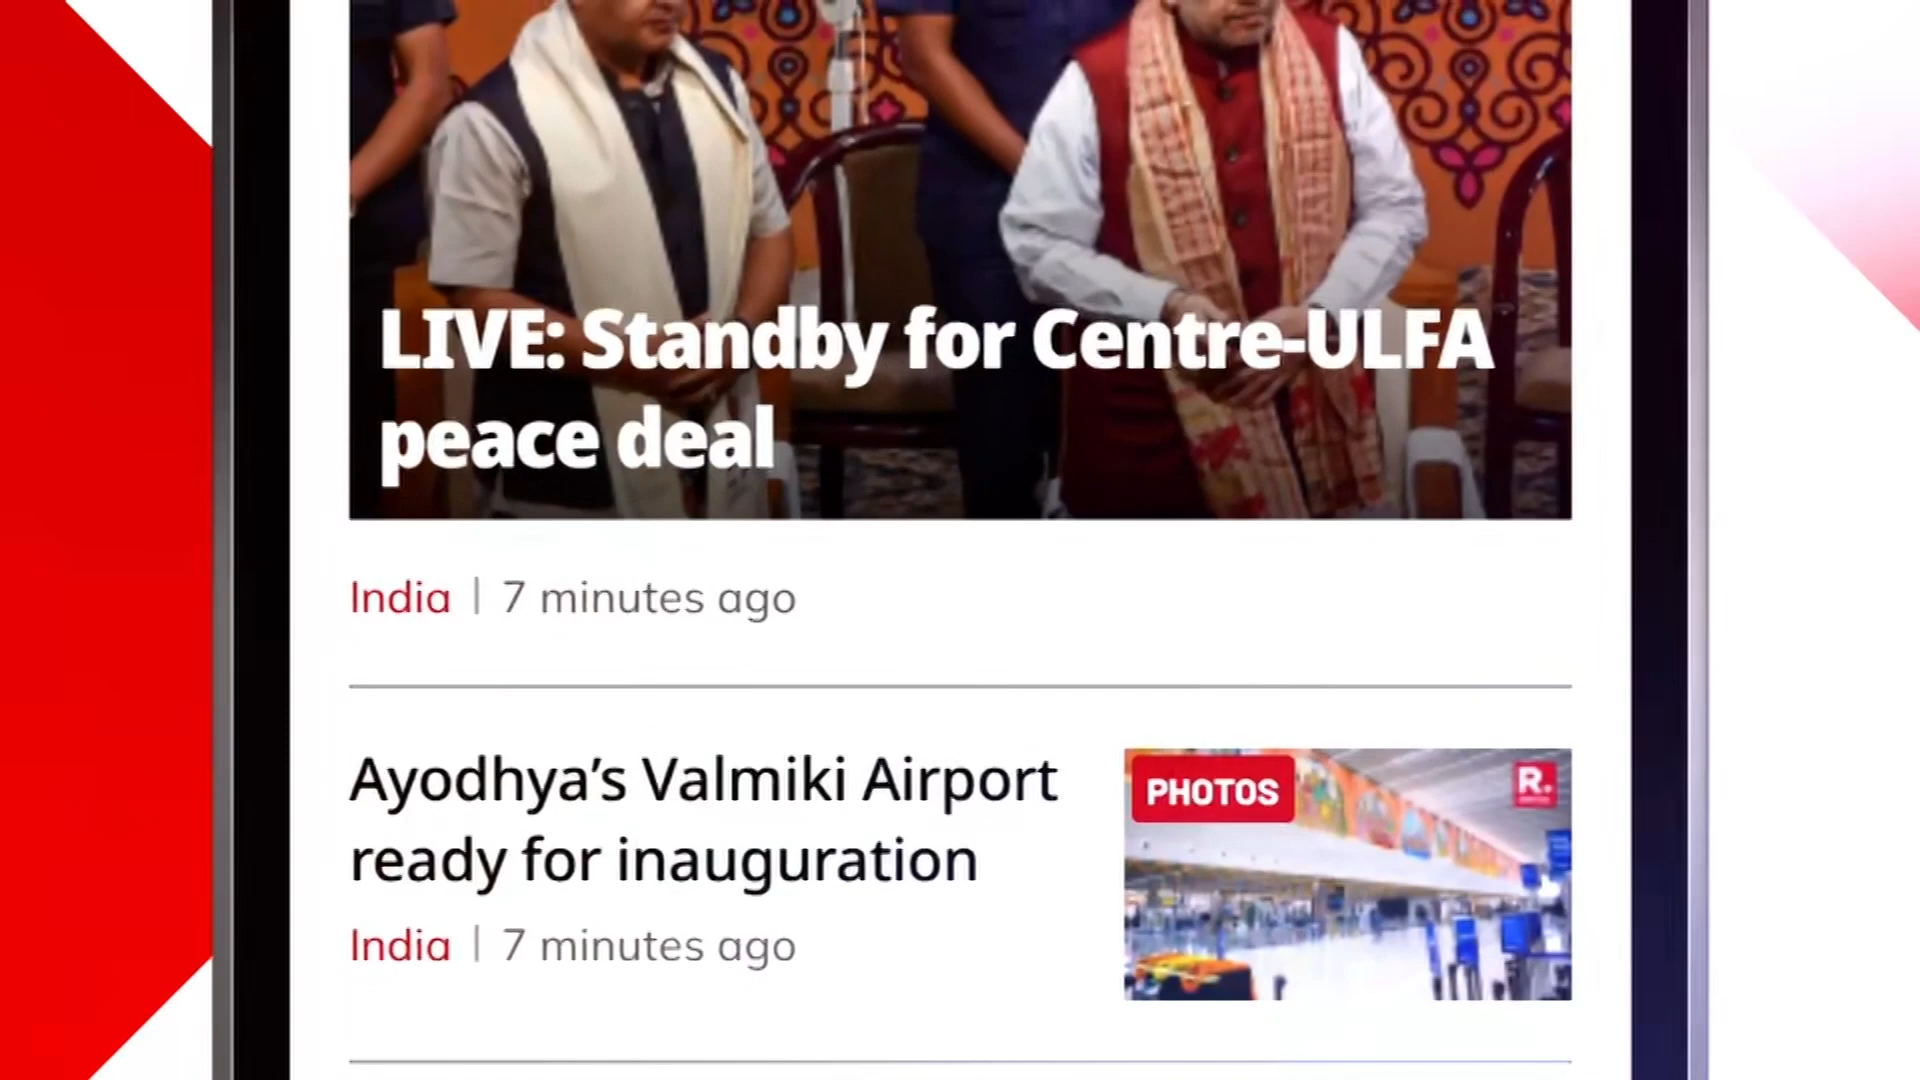 LIVE: Standby for Centre-ULFA
peace deal
India | 7 minutes ago
Ayodhya’s Valmiki Airport
ready for inauguration
India | 7 minutes ago
PHOTOS
R.